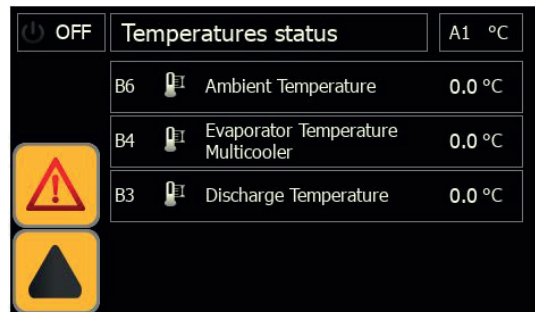 OFF Temperatures status A1 °C
B6 Ambient Temperature 0.0 °C
B4 Evaporator Temperature Multicooler 0.0 °C
B3 Discharge Temperature 0.0 °C